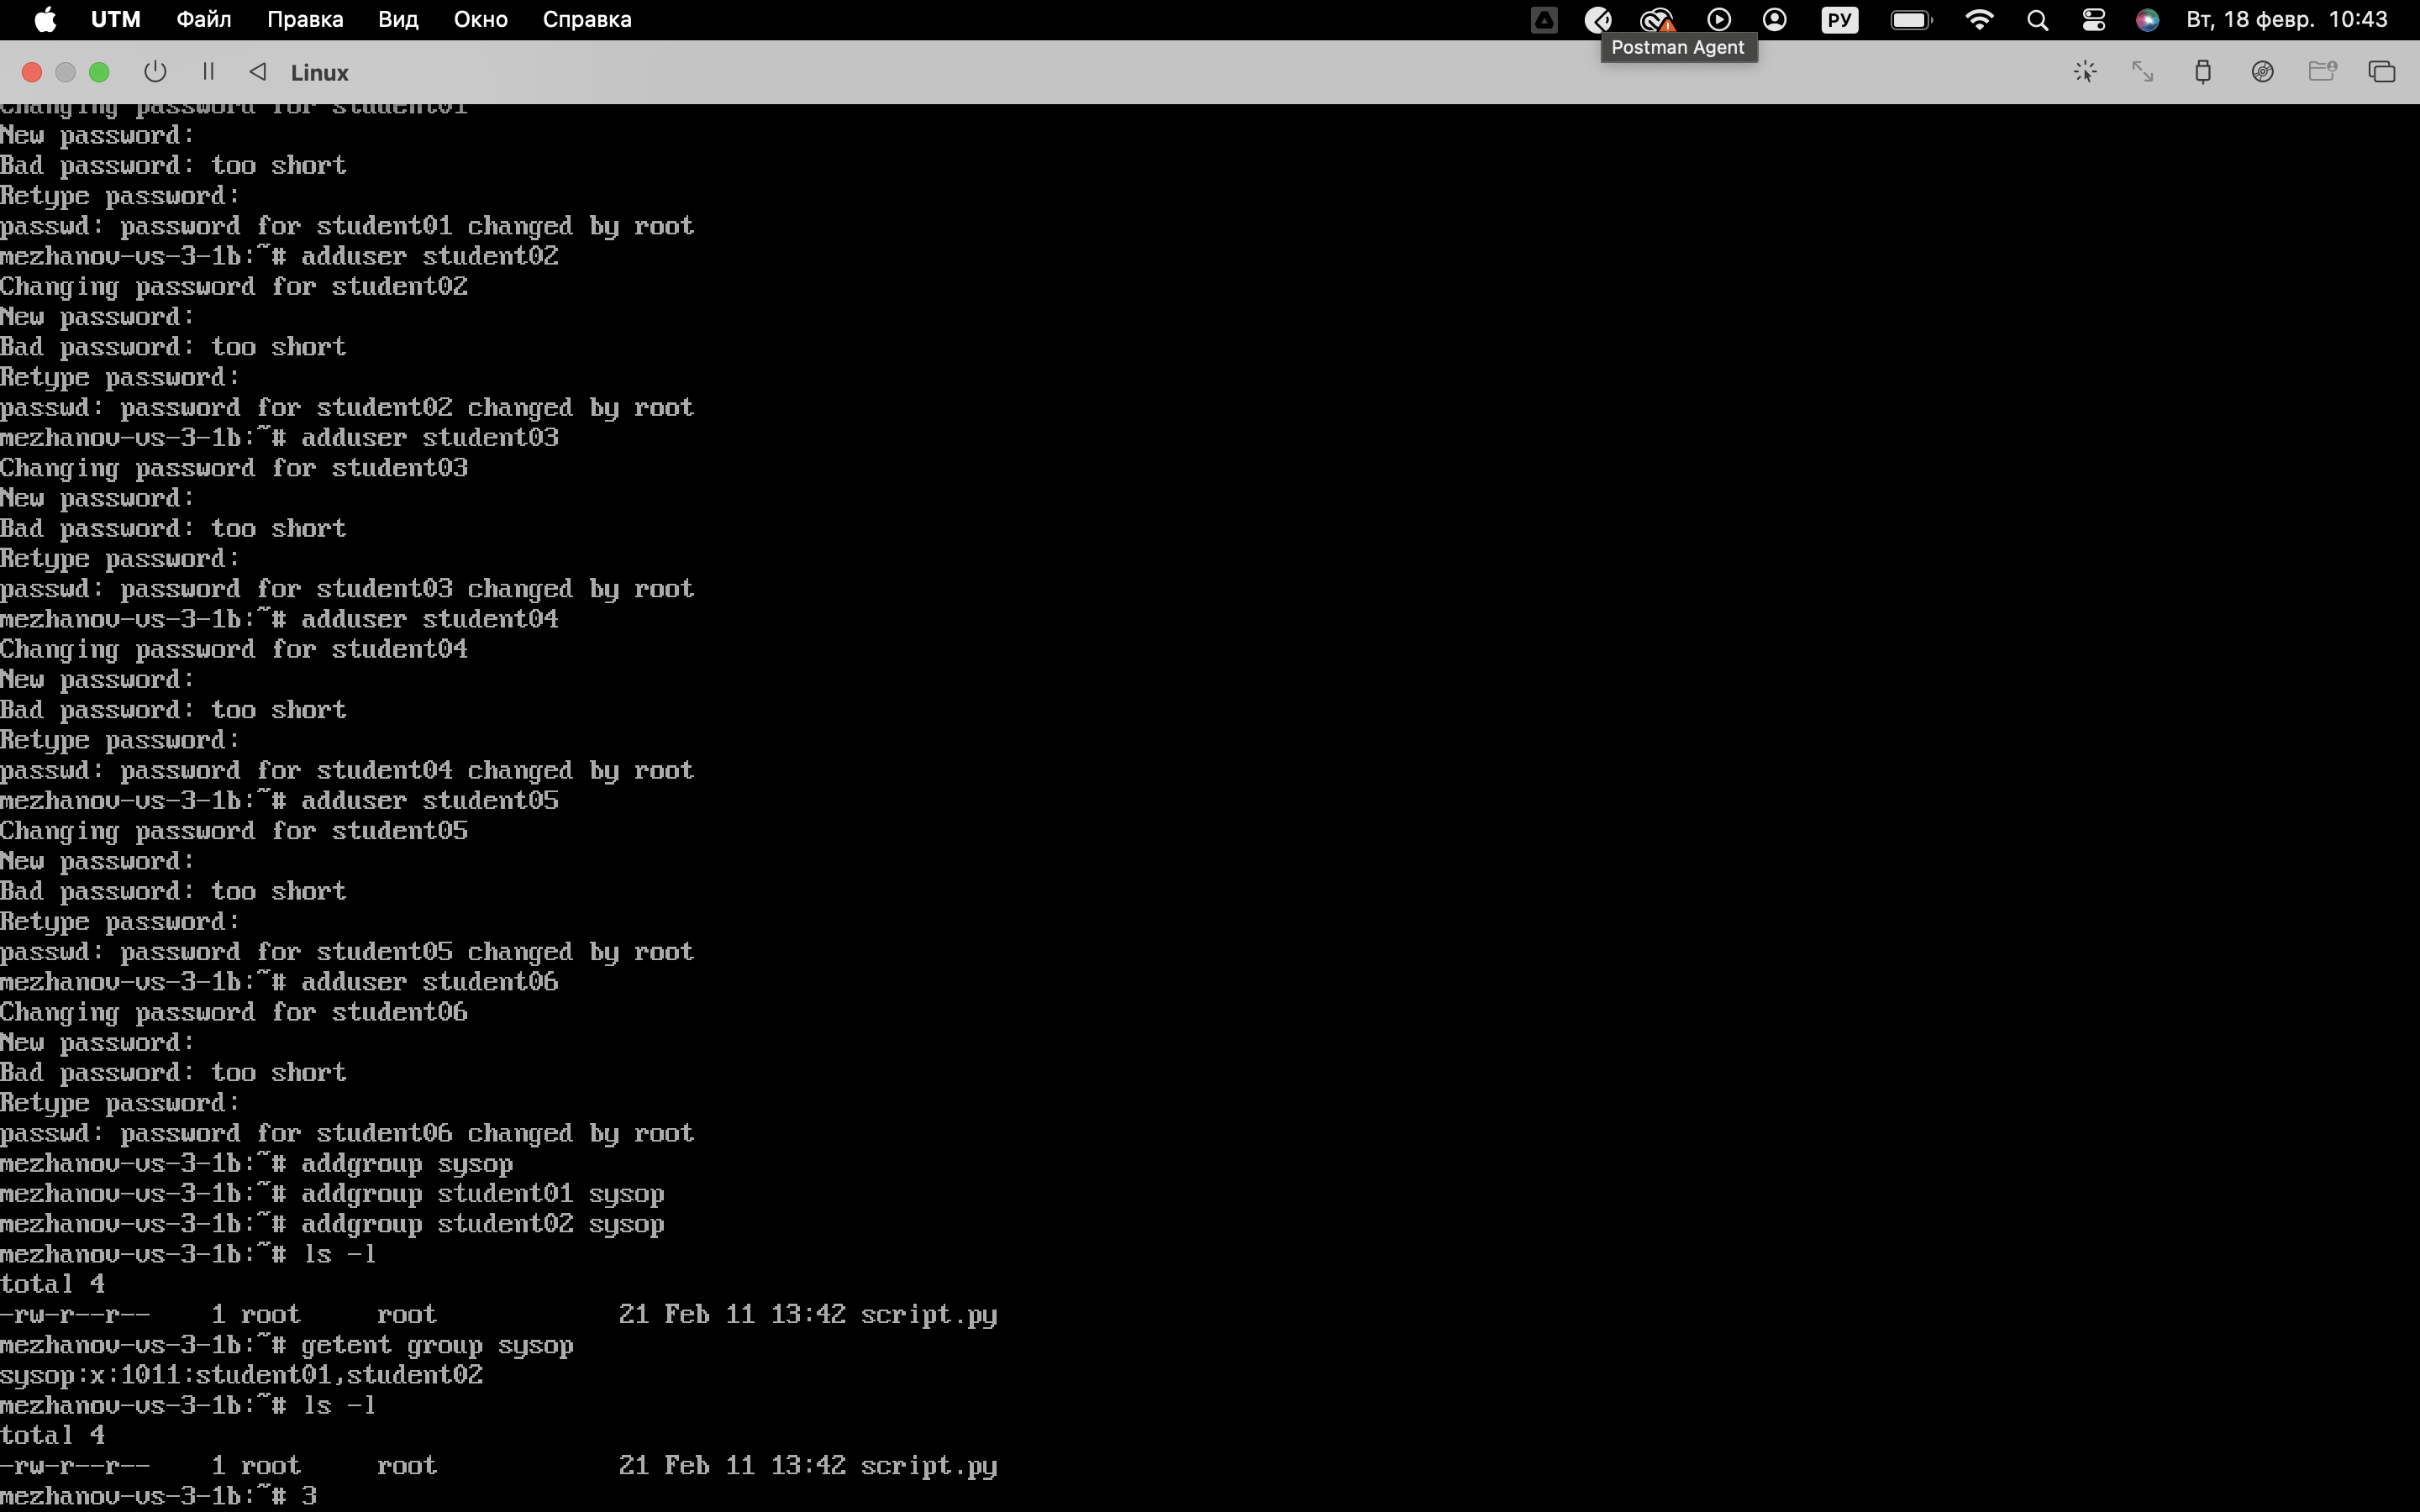 UTM Файл Правка Вид Окно Справка РУ Вт, 18 февр. 10:43
Postman Agent
Linux
Changing password for student01
New password:
Bad password: too short
Retype password:
passwd: password for student01 changed by root
mezhanov-vs-3-1b:~# adduser student02
Changing password for student02
New password:
Bad password: too short
Retype password:
passwd: password for student02 changed by root
mezhanov-vs-3-1b:~# adduser student03
Changing password for student03
New password:
Bad password: too short
Retype password:
passwd: password for student03 changed by root
mezhanov-vs-3-1b:~# adduser student04
Changing password for student04
New password:
Bad password: too short
Retype password:
passwd: password for student04 changed by root
mezhanov-vs-3-1b:~# adduser student05
Changing password for student05
New password:
Bad password: too short
Retype password:
passwd: password for student05 changed by root
mezhanov-vs-3-1b:~# adduser student06
Changing password for student06
New password:
Bad password: too short
Retype password:
passwd: password for student06 changed by root
mezhanov-vs-3-1b:~# addgroup sysop
mezhanov-vs-3-1b:~# addgroup student01 sysop
mezhanov-vs-3-1b:~# addgroup student02 sysop
mezhanov-vs-3-1b:~# ls -l
total 4
-rw-r--r--    1 root     root            21 Feb 11 13:42 script.py
mezhanov-vs-3-1b:~# getent group sysop
sysop:x:1011:student01,student02
mezhanov-vs-3-1b:~# ls -l
total 4
-rw-r--r--    1 root     root            21 Feb 11 13:42 script.py
mezhanov-vs-3-1b:~# 3